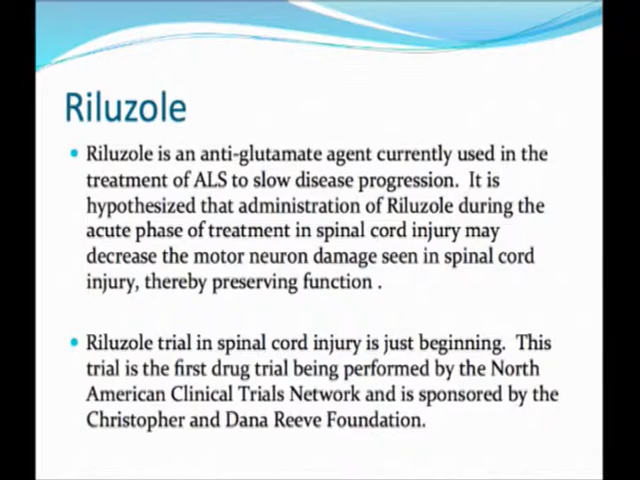 Riluzole
• Riluzole is an anti-glutamate agent currently used in the
treatment of ALS to slow disease progression. It is
hypothesized that administration of Riluzole during the
acute phase of treatment in spinal cord injury may
decrease the motor neuron damage seen in spinal cord
injury, thereby preserving function .
• Riluzole trial in spinal cord injury is just beginning. This
trial is the first drug trial being performed by the North
American Clinical Trials Network and is sponsored by the
Christopher and Dana Reeve Foundation.